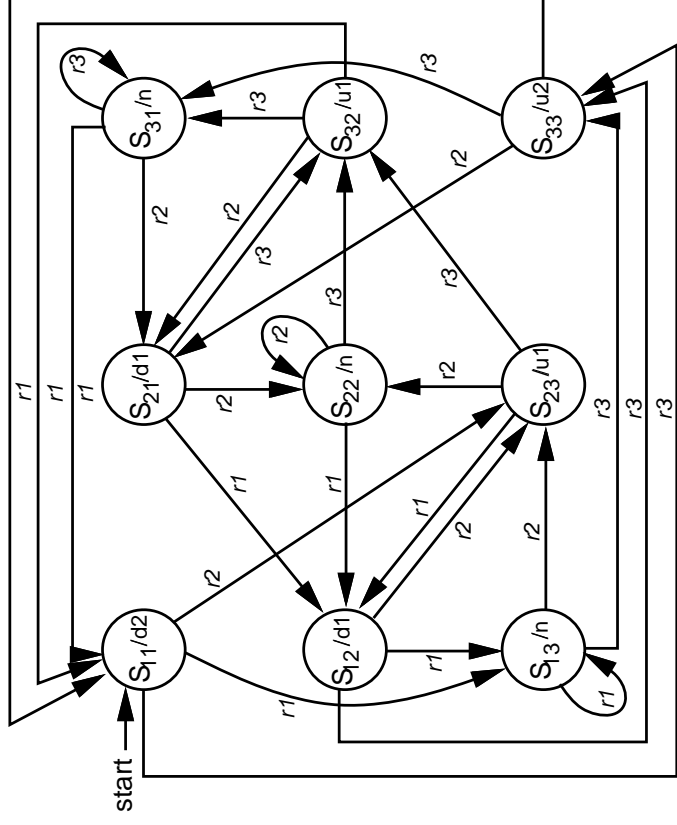 r1
r1
r3
r1
start
S11/d2
S21/d1
S31/n
r2
r2
r2
r2
r1
r3
r3
r2
r1
r1
r3
S12/d1
S22/n
S32/u1
r1
r3
r1
r2
r3
r2
r2
r2
S13/n
S23/u1
S33/u2
r1
r3
r3
r3